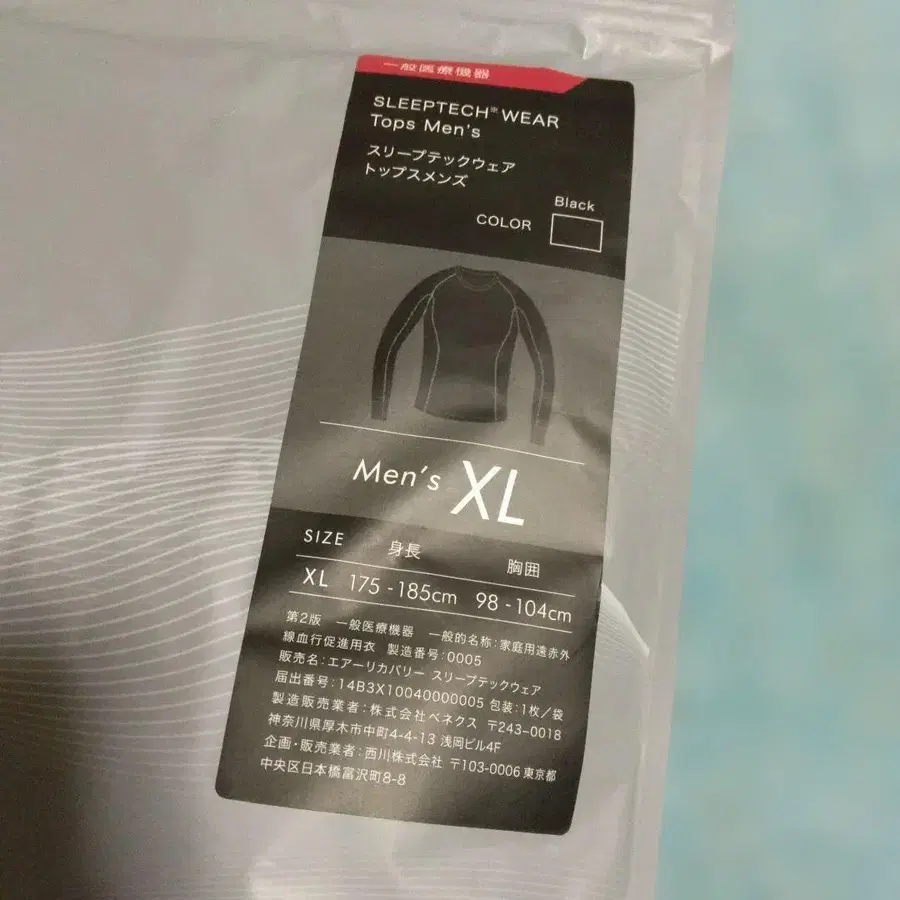 一般医療機器
SLEEPTECH® WEAR
Tops Men's
スリープテックウェア
トップスメンズ
Black
COLOR
Men's XL
SIZE 身長 胸囲
XL 175 - 185cm 98 - 104cm
第2版 一般医療機器 一般的名称:家庭用遠赤外
線血行促進用衣 製造番号:0005
販売名:エアーリカバリー スリープテックウェア
届出番号:14B3X10040000005 包装:1枚/袋
製造販売業者:株式会社ベネクス 〒243-0018
神奈川県厚木市中町4-4-13 浅岡ビル4F
企画・販売業者:西川株式会社 〒103-0006 東京都
中央区日本橋富沢町8-8